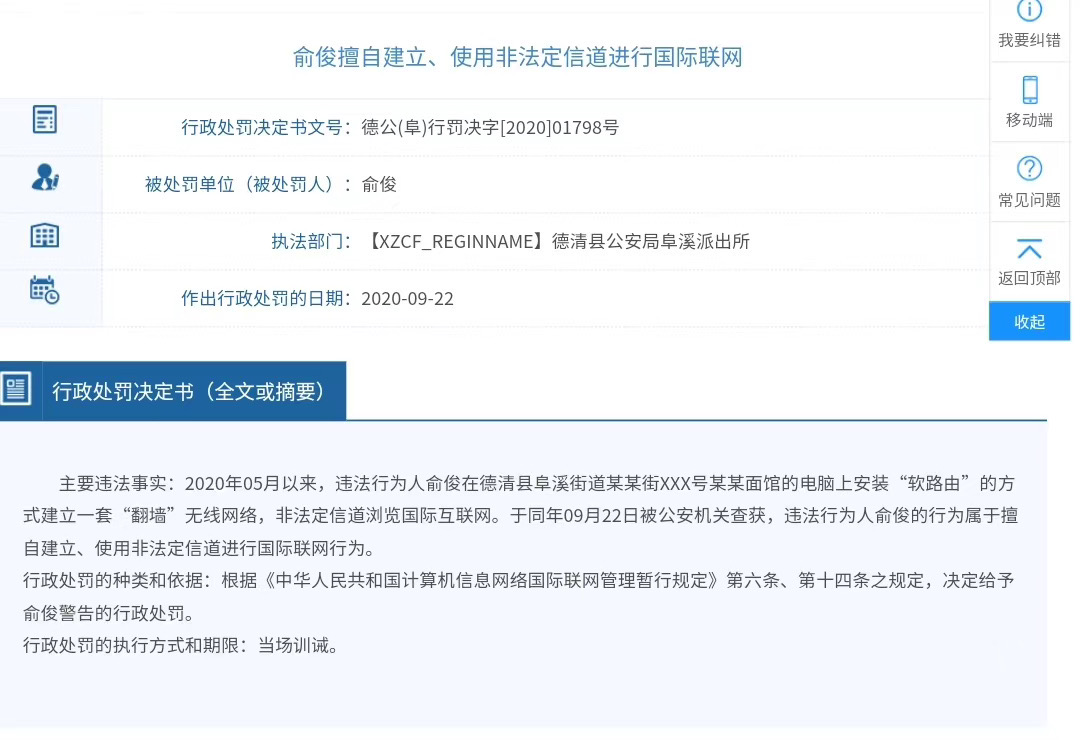 俞俊擅自建立、使用非法定信道进行国际联网
行政处罚决定书文号：德公(阜)行罚决字[2020]01798号
被处罚单位（被处罚人）：俞俊
执法部门：【XZCF_REGINNAME】德清县公安局阜溪派出所
作出行政处罚的日期：2020-09-22
我要纠错
移动端
常见问题
返回顶部
收起
行政处罚决定书（全文或摘要）
主要违法事实：2020年05月以来，违法行为人俞俊在德清县阜溪街道某某街XXX号某某面馆的电脑上安装“软路由”的方
式建立一套“翻墙”无线网络，非法定信道浏览国际互联网。于同年09月22日被公安机关查获，违法行为人俞俊的行为属于擅
自建立、使用非法定信道进行国际联网行为。
行政处罚的种类和依据：根据《中华人民共和国计算机信息网络国际联网管理暂行规定》第六条、第十四条之规定，决定给予
俞俊警告的行政处罚。
行政处罚的执行方式和期限：当场训诫。